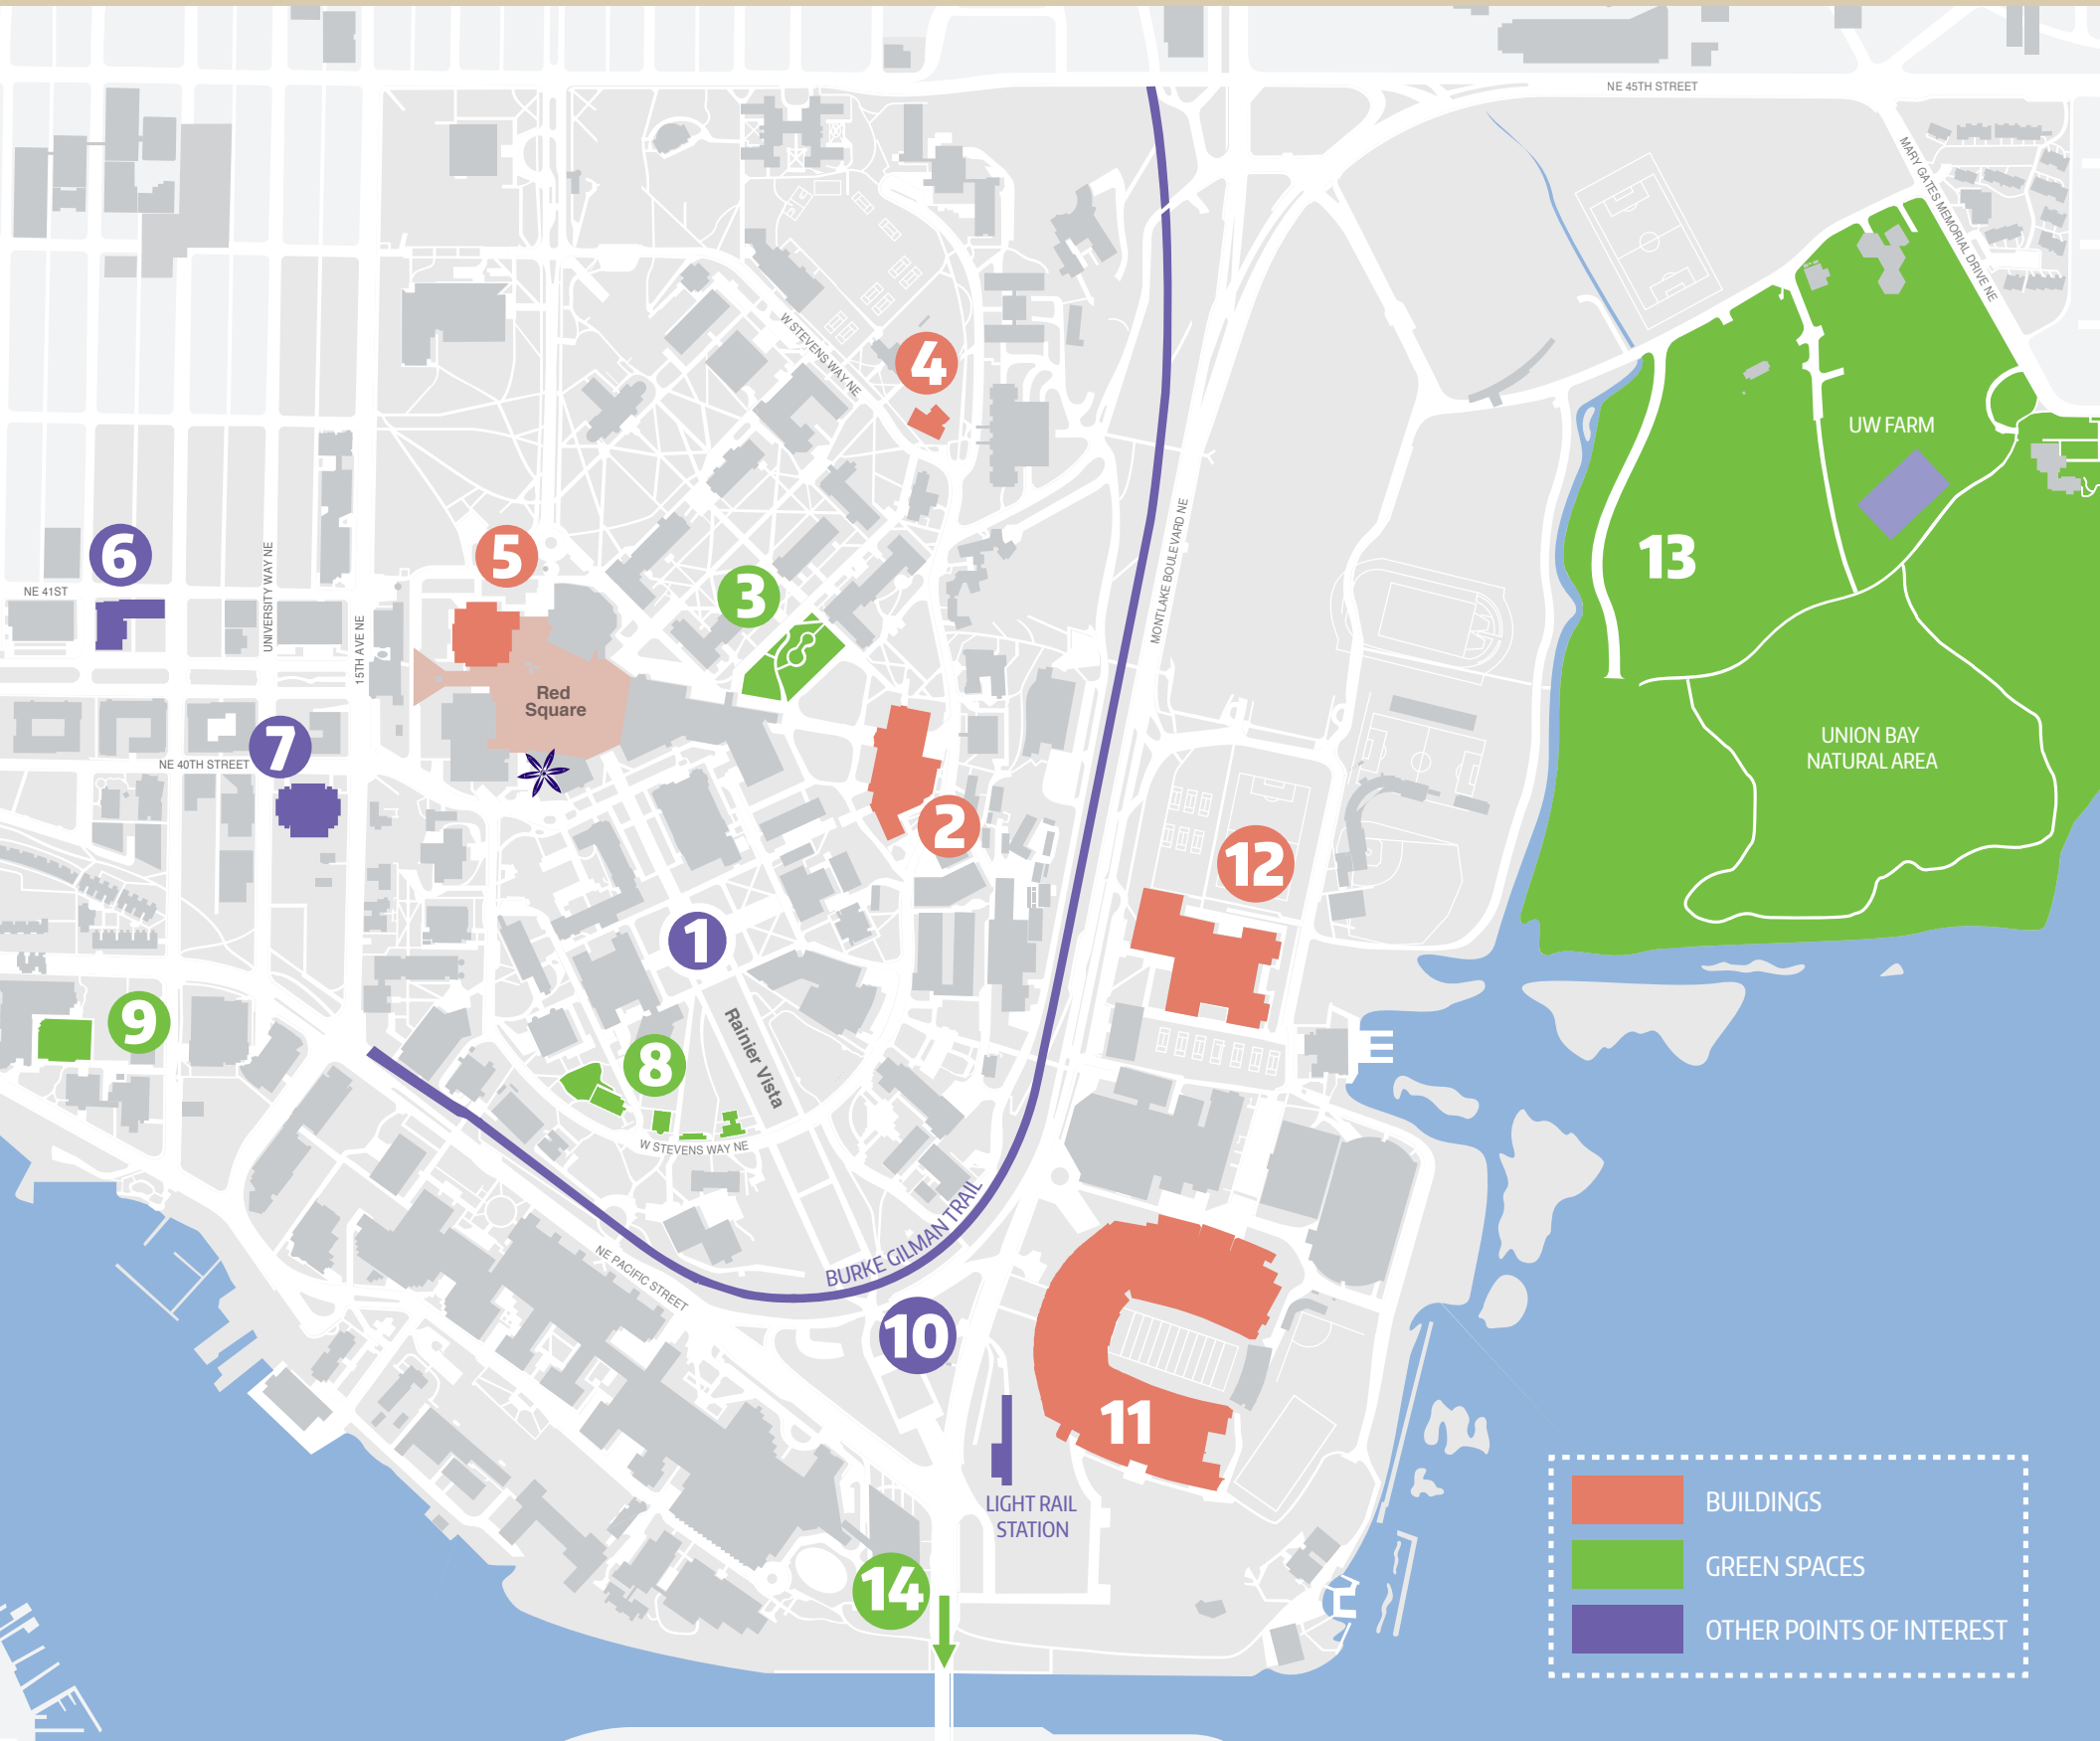 NE 45TH STREET
MARY GATES MEMORIAL DRIVE NE
W STEVENS WAY NE
4
UW FARM
MONTLAKE BOULEVARD NE
6
5
13
UNIVERSITY WAY NE
NE 41ST
3
15TH AVE NE
Red
Square
7
NE 40TH STREET
UNION BAY
NATURAL AREA
2
12
1
9
Rainier Vista
8
W STEVENS WAY NE
BURKE GILMAN TRAIL
NE PACIFIC STREET
10
11
LIGHT RAIL
STATION
14
BUILDINGS
GREEN SPACES
OTHER POINTS OF INTEREST